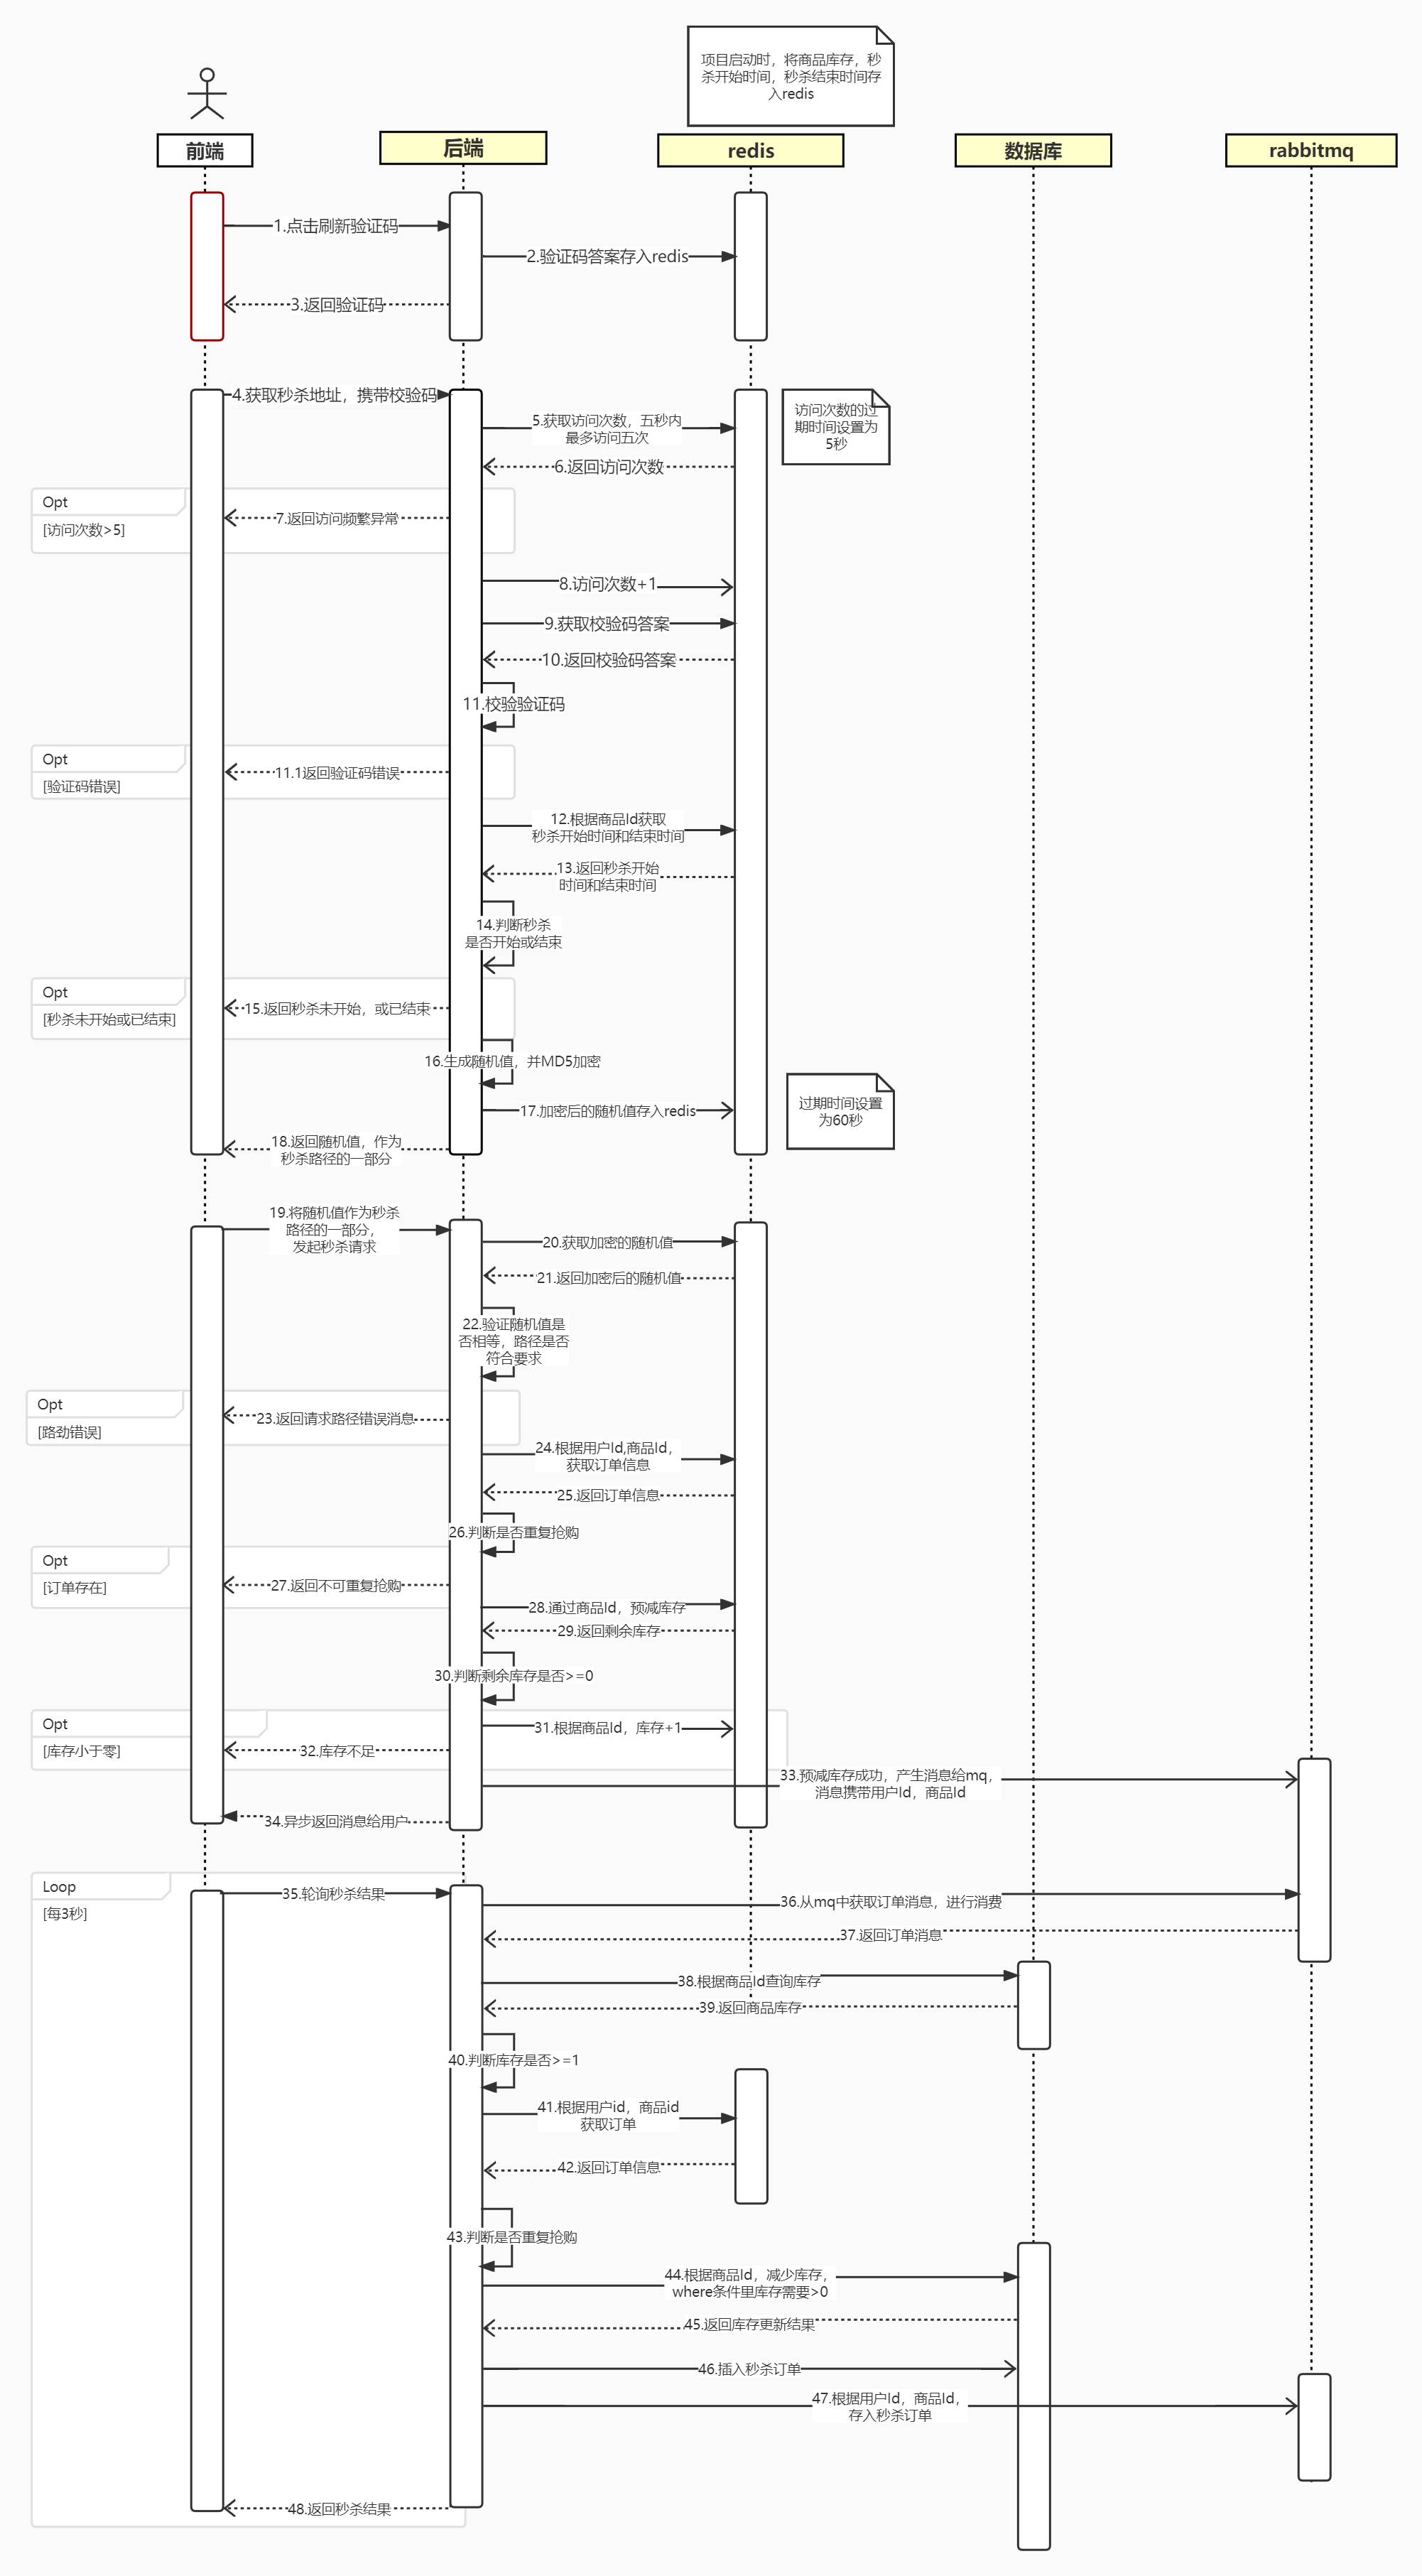 项目启动时，将商品库存，秒
杀开始时间，秒杀结束时间存
入redis
前端
后端
redis
数据库
rabbitmq
1.点击刷新验证码
2.验证码答案存入redis
3.返回验证码
4.获取秒杀地址，携带校验码
5.获取访问次数，五秒内
最多访问五次
访问次数的过
期时间设置为
5秒
6.返回访问次数
Opt
[访问次数>5]
7.返回访问频繁异常
8.访问次数+1
9.获取校验码答案
10.返回校验码答案
11.校验验证码
Opt
[验证码错误]
11.1返回验证码错误
12.根据商品Id获取
秒杀开始时间和结束时间
13.返回秒杀开始
时间和结束时间
14.判断秒杀
是否开始或结束
Opt
[秒杀未开始或已结束]
15.返回秒杀未开始，或已结束
16.生成随机值，并MD5加密
17.加密后的随机值存入redis
过期时间设置
为60秒
18.返回随机值，作为
秒杀路径的一部分
19.将随机值作为秒杀
路径的一部分，
发起秒杀请求
20.获取加密的随机值
21.返回加密后的随机值
22.验证随机值是
否相等，路径是否
符合要求
Opt
[路劲错误]
23.返回请求路径错误消息
24.根据用户Id,商品Id，
获取订单信息
25.返回订单信息
26.判断是否重复抢购
Opt
[订单存在]
27.返回不可重复抢购
28.通过商品Id，预减库存
29.返回剩余库存
30.判断剩余库存是否>=0
Opt
[库存小于零]
31.根据商品Id，库存+1
32.库存不足
33.预减库存成功，产生消息给mq，
消息携带用户Id，商品Id
34.异步返回消息给用户
Loop
[每3秒]
35.轮询秒杀结果
36.从mq中获取订单消息，进行消费
37.返回订单消息
38.根据商品Id查询库存
39.返回商品库存
40.判断库存是否>=1
41.根据用户id，商品id
获取订单
42.返回订单信息
43.判断是否重复抢购
44.根据商品Id，减少库存，
where条件里库存需要>0
45.返回库存更新结果
46.插入秒杀订单
47.根据用户Id，商品Id，
存入秒杀订单
48.返回秒杀结果